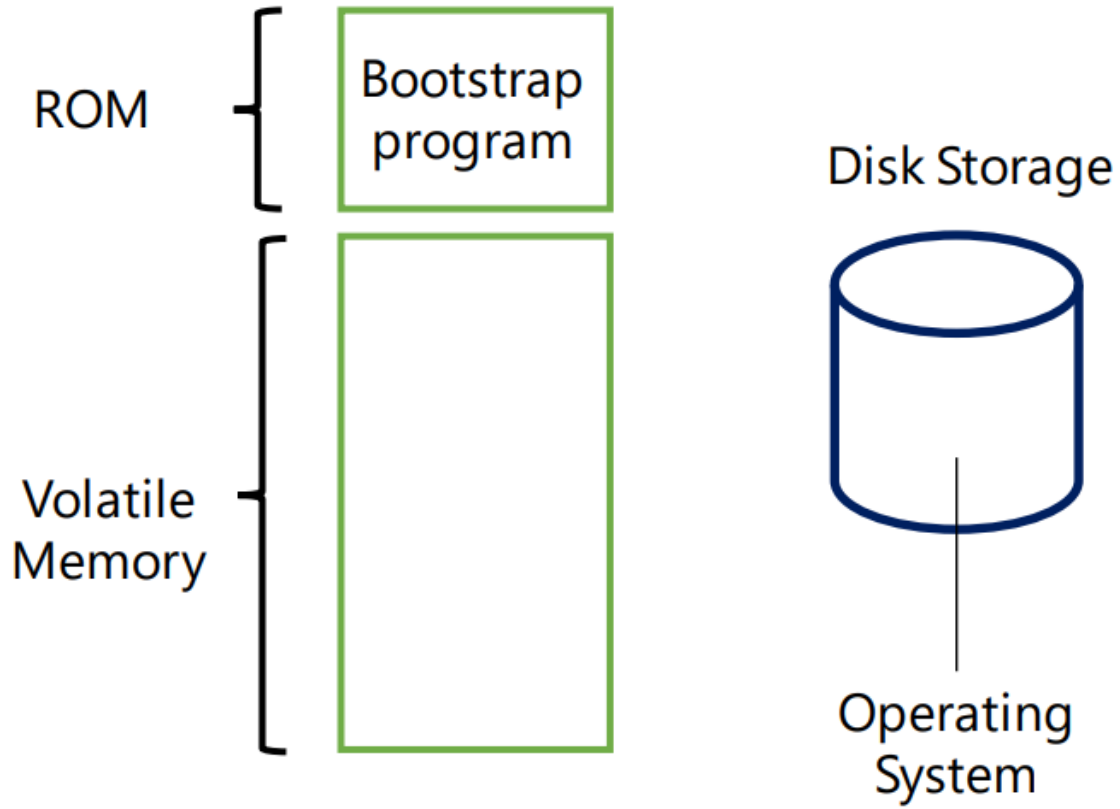 ROM
Bootstrap
program
Disk Storage
Volatile
Memory
Operating
System